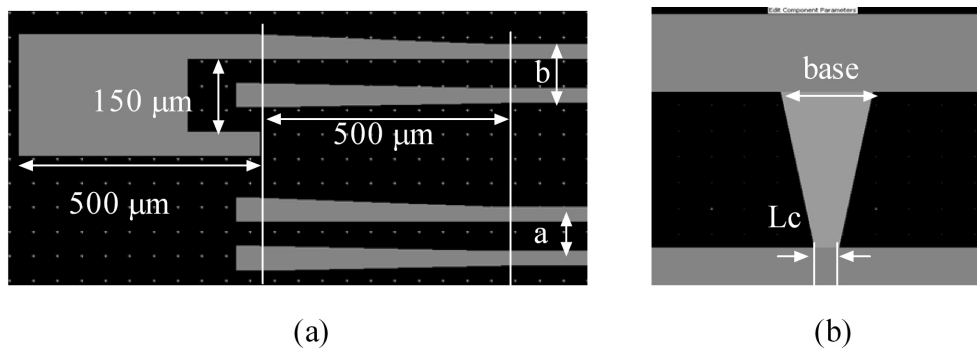 Edit Component Parameters
150 μm
b
500 μm
500 μm
a
base
Lc
(a)
(b)